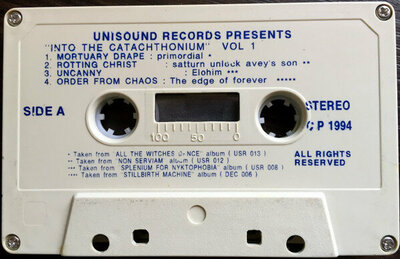 UNISOUND RECORDS PRESENTS
"INTO THE CATACHTHONIUM" VOL 1
1. MORTUARY DRAPE : primordial *
2. ROTTING CHRIST : satturn unlock avey's son **
3. UNCANNY : Elohim ***
4. ORDER FROM CHAOS : The edge of forever *****
SIDE A
STEREO
P 1994
100 50 0
* Taken from ALL THE WITCHES album ( USR 013 )
** Taken from "NON SERVIAM" album ( USR 012 )
*** Taken from "SPLENIUM FOR NYKTOPHOBIA" album ( USR 008 )
Taken from STILLBIRTH MACHINE" album ( DEC 006 )
ALL RIGHTS
RESERVED